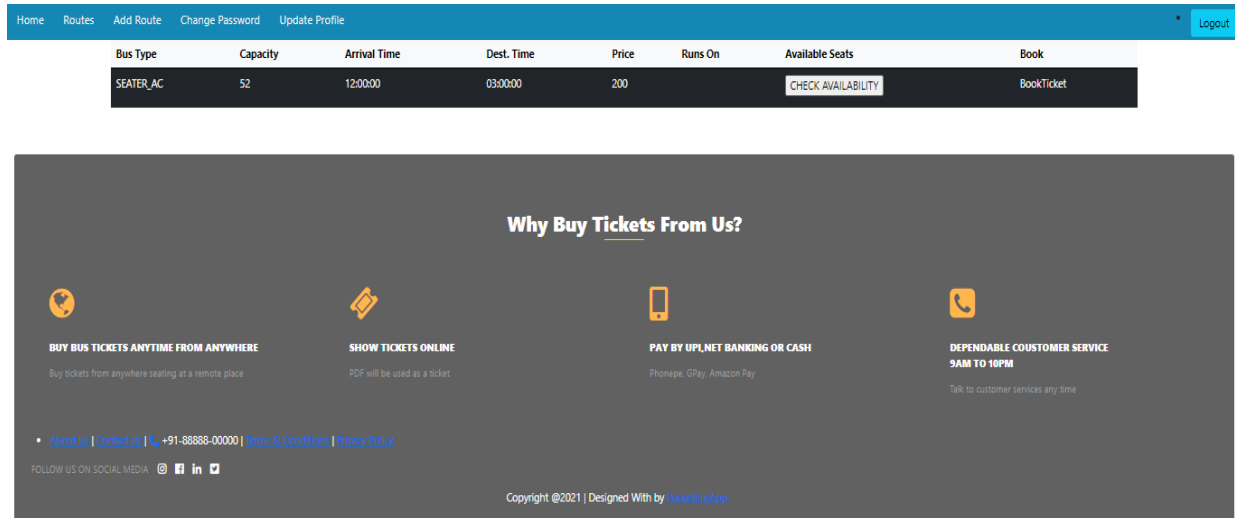 Home Routes Add Route Change Password Update Profile Logout
Bus Type Capacity Arrival Time Dest. Time Price Runs On Available Seats Book
SEATER_AC 52 12:00:00 03:00:00 200 CHECK AVAILABILITY BookTicket
Why Buy Tickets From Us?
BUY BUS TICKETS ANYTIME FROM ANYWHERE
Buy tickets from anywhere seating at a remote place
SHOW TICKETS ONLINE
PDF will be used as a ticket
PAY BY UPI,NET BANKING OR CASH
Phonepe, GPay, Amazon Pay
DEPENDABLE COUSTOMER SERVICE
9AM TO 10PM
Talk to customer services any time
About us | Contact us | +91-88888-00000 | Terms & Conditions | Privacy Policy
FOLLOW US ON SOCIAL MEDIA
Copyright @2021 | Designed With by